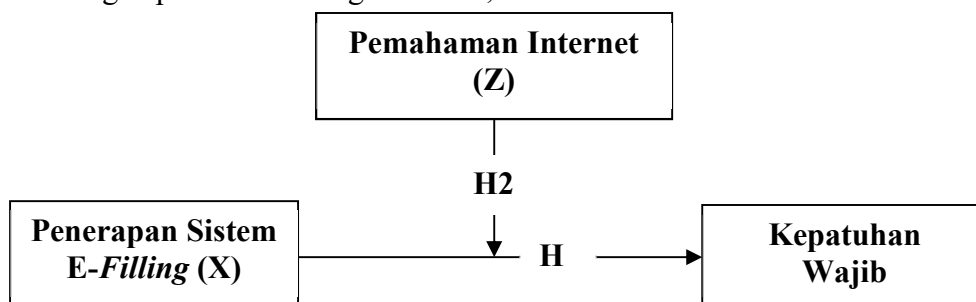 Pemahaman Internet
(Z)
H2
Penerapan Sistem
E-Filling (X)
H
Kepatuhan
Wajib